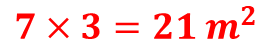 7 × 3 = 21 m²